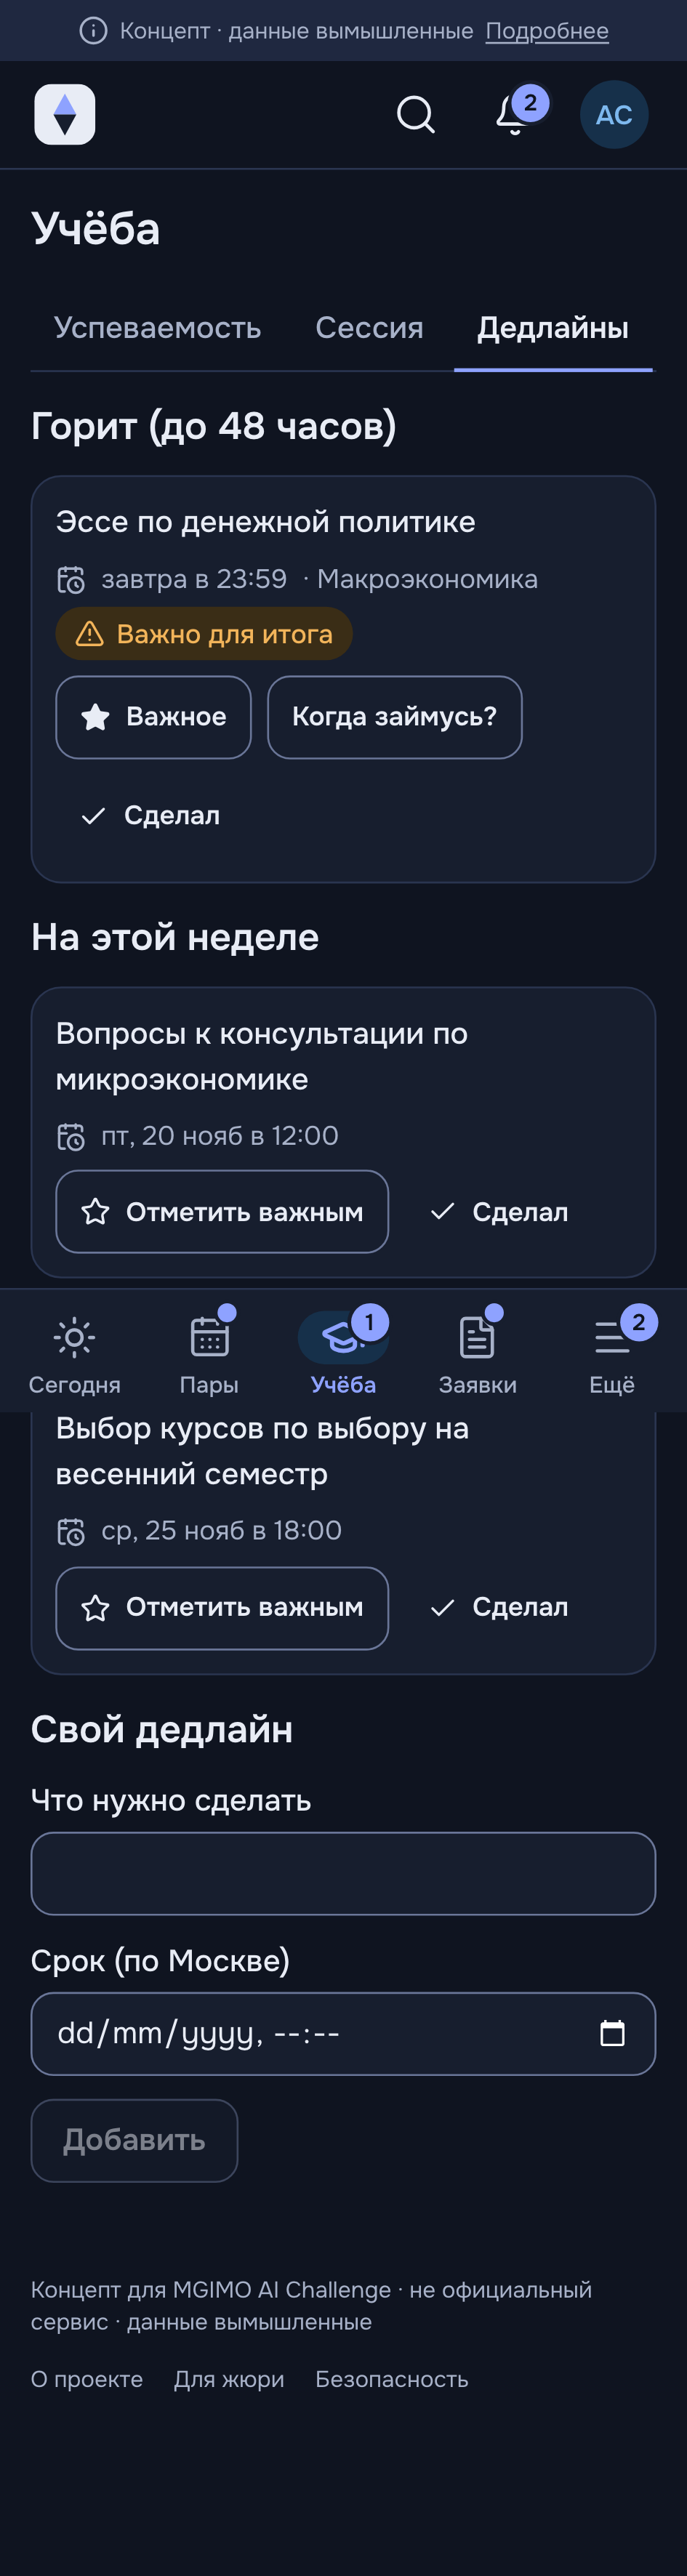 Концепт · данные вымышленные Подробнее
2
АС
Учёба
Успеваемость Сессия Дедлайны
Горит (до 48 часов)
Эссе по денежной политике
завтра в 23:59 · Макроэкономика
Важно для итога
Важное Когда займусь?
Сделал
На этой неделе
Вопросы к консультации по
микроэкономике
пт, 20 нояб в 12:00
Отметить важным Сделал
1 2
Сегодня Пары Учёба Заявки Ещё
Выбор курсов по выбору на
весенний семестр
ср, 25 нояб в 18:00
Отметить важным Сделал
Свой дедлайн
Что нужно сделать
Срок (по Москве)
dd/mm/yyyy, --:--
Добавить
Концепт для MGIMO AI Challenge · не официальный
сервис · данные вымышленные
О проекте Для жюри Безопасность